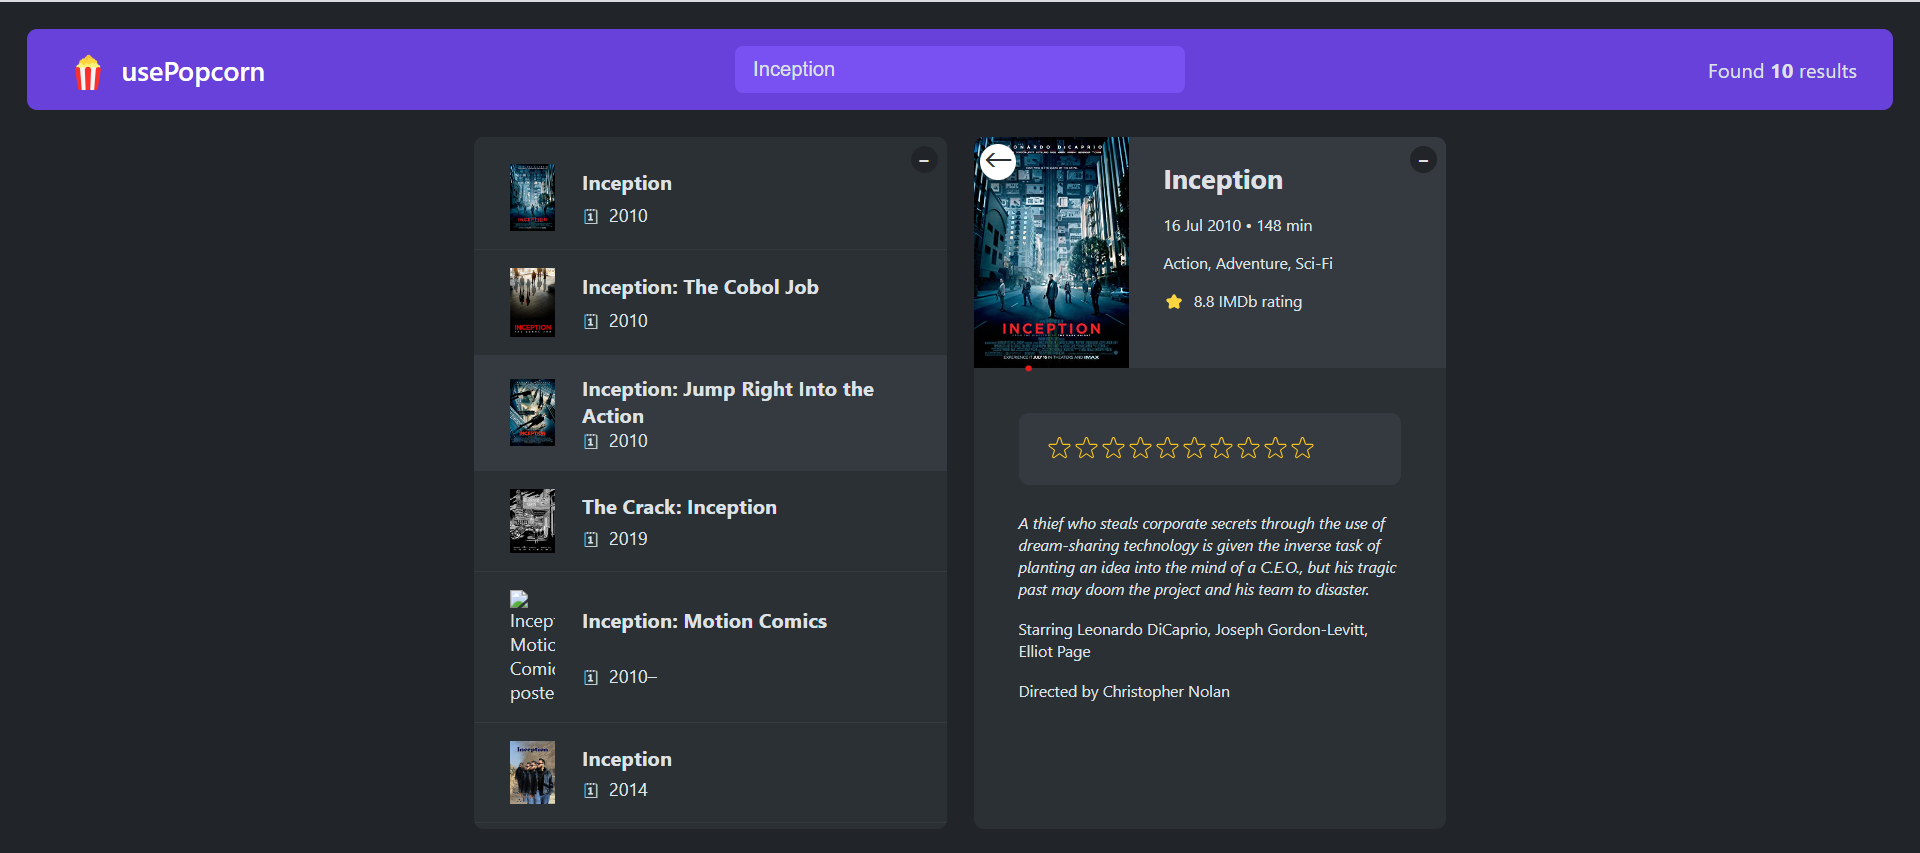 usePopcorn
Inception
Found 10 results
Inception
2010
Inception: The Cobol Job
2010
Inception: Jump Right Into the
Action
2010
The Crack: Inception
2019
Incep
Motio
Comic
poste
Inception: Motion Comics
2010–
Inception
2014
INCEPTION
Inception
16 Jul 2010 • 148 min
Action, Adventure, Sci-Fi
8.8 IMDb rating
A thief who steals corporate secrets through the use of
dream-sharing technology is given the inverse task of
planting an idea into the mind of a C.E.O., but his tragic
past may doom the project and his team to disaster.
Starring Leonardo DiCaprio, Joseph Gordon-Levitt,
Elliot Page
Directed by Christopher Nolan